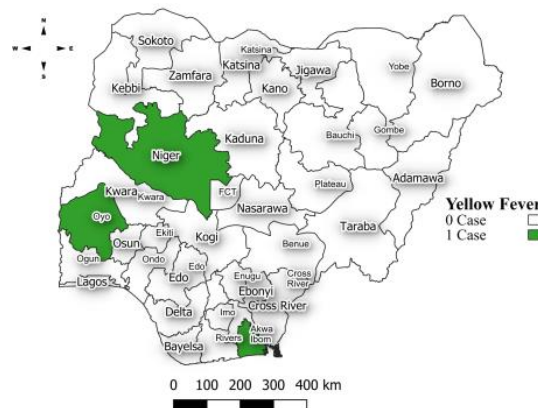 N
W E
S
Sokoto
Katsina
Zamfara
Katsina
Jigawa
Yobe
Borno
Kebbi
Kano
Bauchi
Gombe
Niger
Kaduna
Adamawa
Plateau
FCT
Kwara
Kwara
Nasarawa
Taraba
Oyo
Yellow Fever
0 Case
1 Case
Osun
Ekiti
Kogi
Benue
Ogun
Ondo
Edo
Edo
Enugu
Cross
River
Lagos
Ebonyi
Cross River
Delta
Imo
Akwa
Ibom
Rivers
Bayelsa
0 100 200 300 400 km